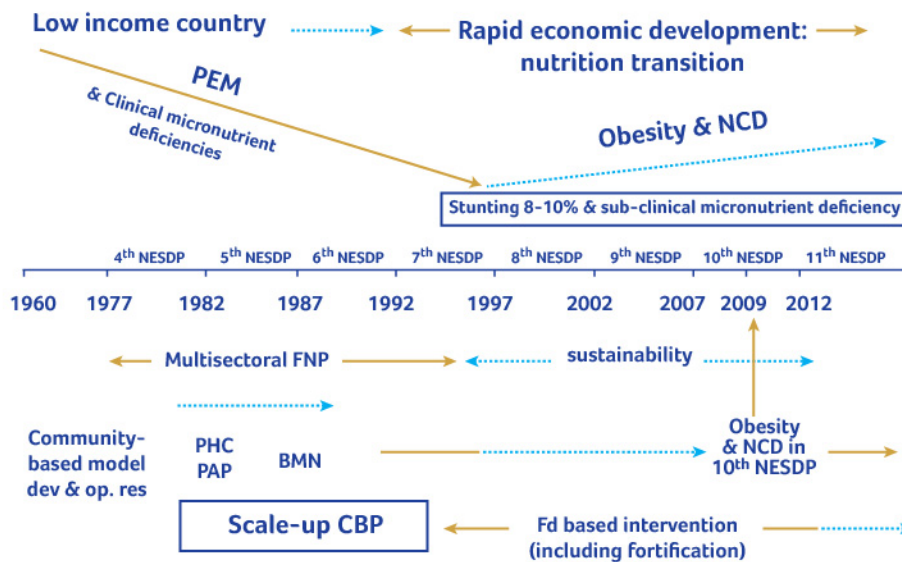 Low income country
Rapid economic development:
nutrition transition
PEM
& Clinical micronutrient
deficiencies
Obesity & NCD
Stunting 8-10% & sub-clinical micronutrient deficiency
4th NESDP 5th NESDP 6th NESDP 7th NESDP 8th NESDP 9th NESDP 10th NESDP 11th NESDP
1960 1977 1982 1987 1992 1997 2002 2007 2009 2012
Multisectoral FNP
sustainability
Community-
based model
dev & op. res
PHC
PAP
BMN
Obesity
& NCD in
10th NESDP
Scale-up CBP
Fd based intervention
(including fortification)